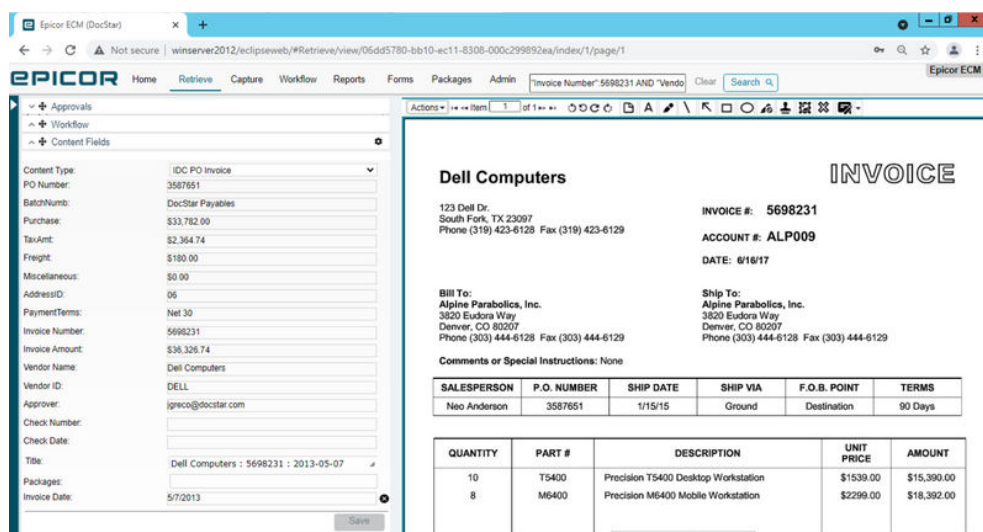 Epicor ECM (DocStar)
Not secure | winserver2012/eclipseweb/#Retrieve/view/06dd5780-bb10-ec11-8308-000c299892ea/index/1/page/1
Epicor ECM
EPICOR Home Retrieve Capture Workflow Reports Forms Packages Admin "Invoice Number":5698231 AND "Vendo Clear Search
Approvals
Workflow
Content Fields
Content Type: IDC PO Invoice
PO Number: 3587651
BatchNumb: DocStar Payables
Purchase: $33,782.00
TaxAmt: $2,364.74
Freight: $180.00
Miscellaneous: $0.00
AddressID: 06
PaymentTerms: Net 30
Invoice Number: 5698231
Invoice Amount: $36,326.74
Vendor Name: Dell Computers
Vendor ID: DELL
Approver: jgreco@docstar.com
Check Number:
Check Date:
Title: Dell Computers : 5698231 : 2013-05-07
Packages:
Invoice Date: 5/7/2013
Save
Actions Item 1 of 1 A
Dell Computers INVOICE
123 Dell Dr.
South Fork, TX 23097
Phone (319) 423-6128 Fax (319) 423-6129
INVOICE #: 5698231
ACCOUNT #: ALP009
DATE: 6/16/17
Bill To:
Alpine Parabolics, Inc.
3820 Eudora Way
Denver, CO 80207
Phone (303) 444-6128 Fax (303) 444-6129
Ship To:
Alpine Parabolics, Inc.
3820 Eudora Way
Denver, CO 80207
Phone (303) 444-6128 Fax (303) 444-6129
Comments or Special Instructions: None
SALESPERSON P.O. NUMBER SHIP DATE SHIP VIA F.O.B. POINT TERMS
Neo Anderson 3587651 1/15/15 Ground Destination 90 Days
QUANTITY PART # DESCRIPTION UNIT PRICE AMOUNT
10 T5400 Precision T5400 Desktop Workstation $1539.00 $15,390.00
8 M6400 Precision M6400 Mobile Workstation $2299.00 $18,392.00